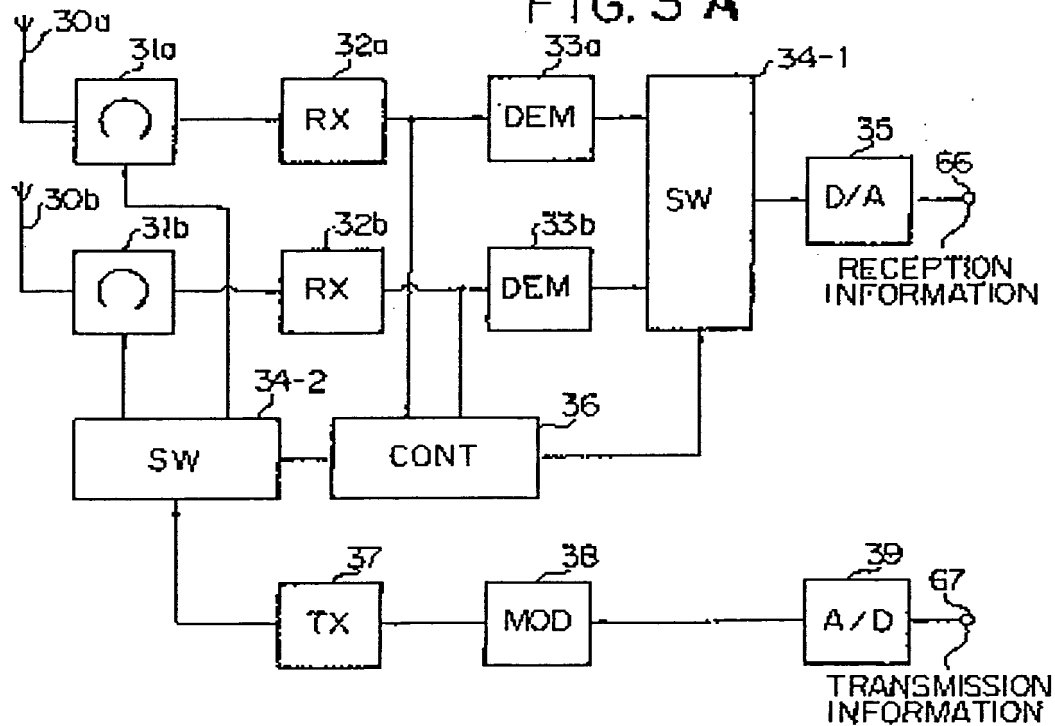 FIG. 3 A
30a
31a
32a
33a
34-1
RX
DEM
SW
35
66
D/A
30b
31b
32b
33b
RX
DEM
RECEPTION
INFORMATION
34-2
36
SW
CONT
37
38
39
67
TX
MOD
A/D
TRANSMISSION
INFORMATION